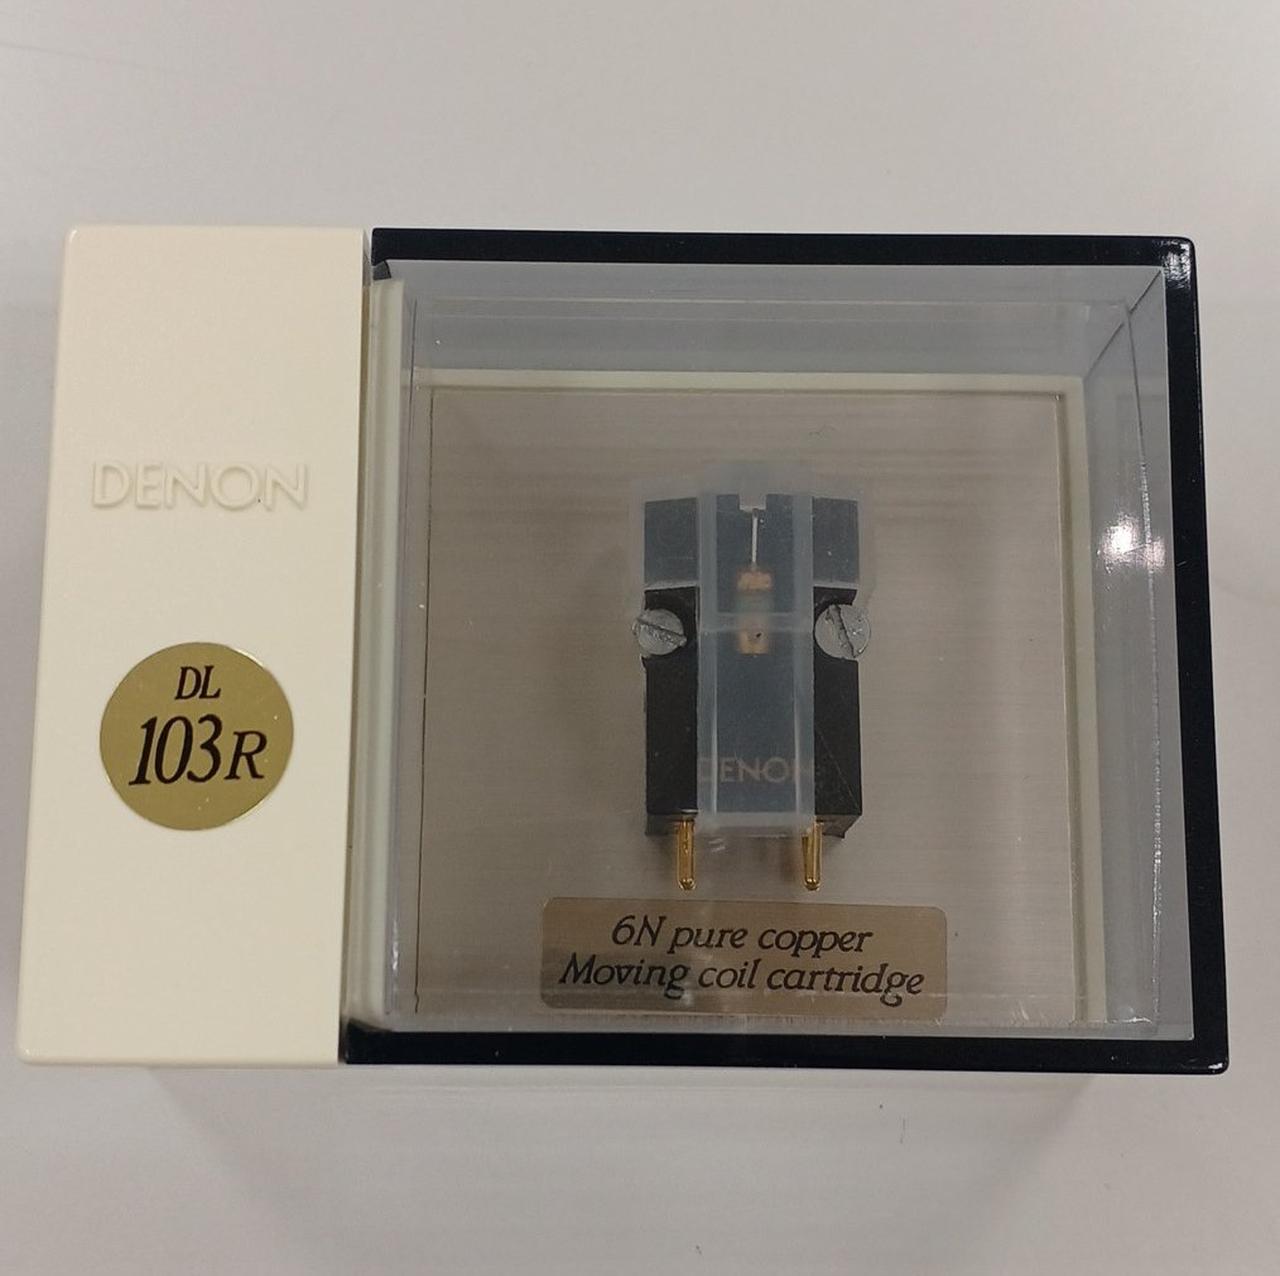 DENON
DL
103R
DENON
6N pure copper
Moving coil cartridge